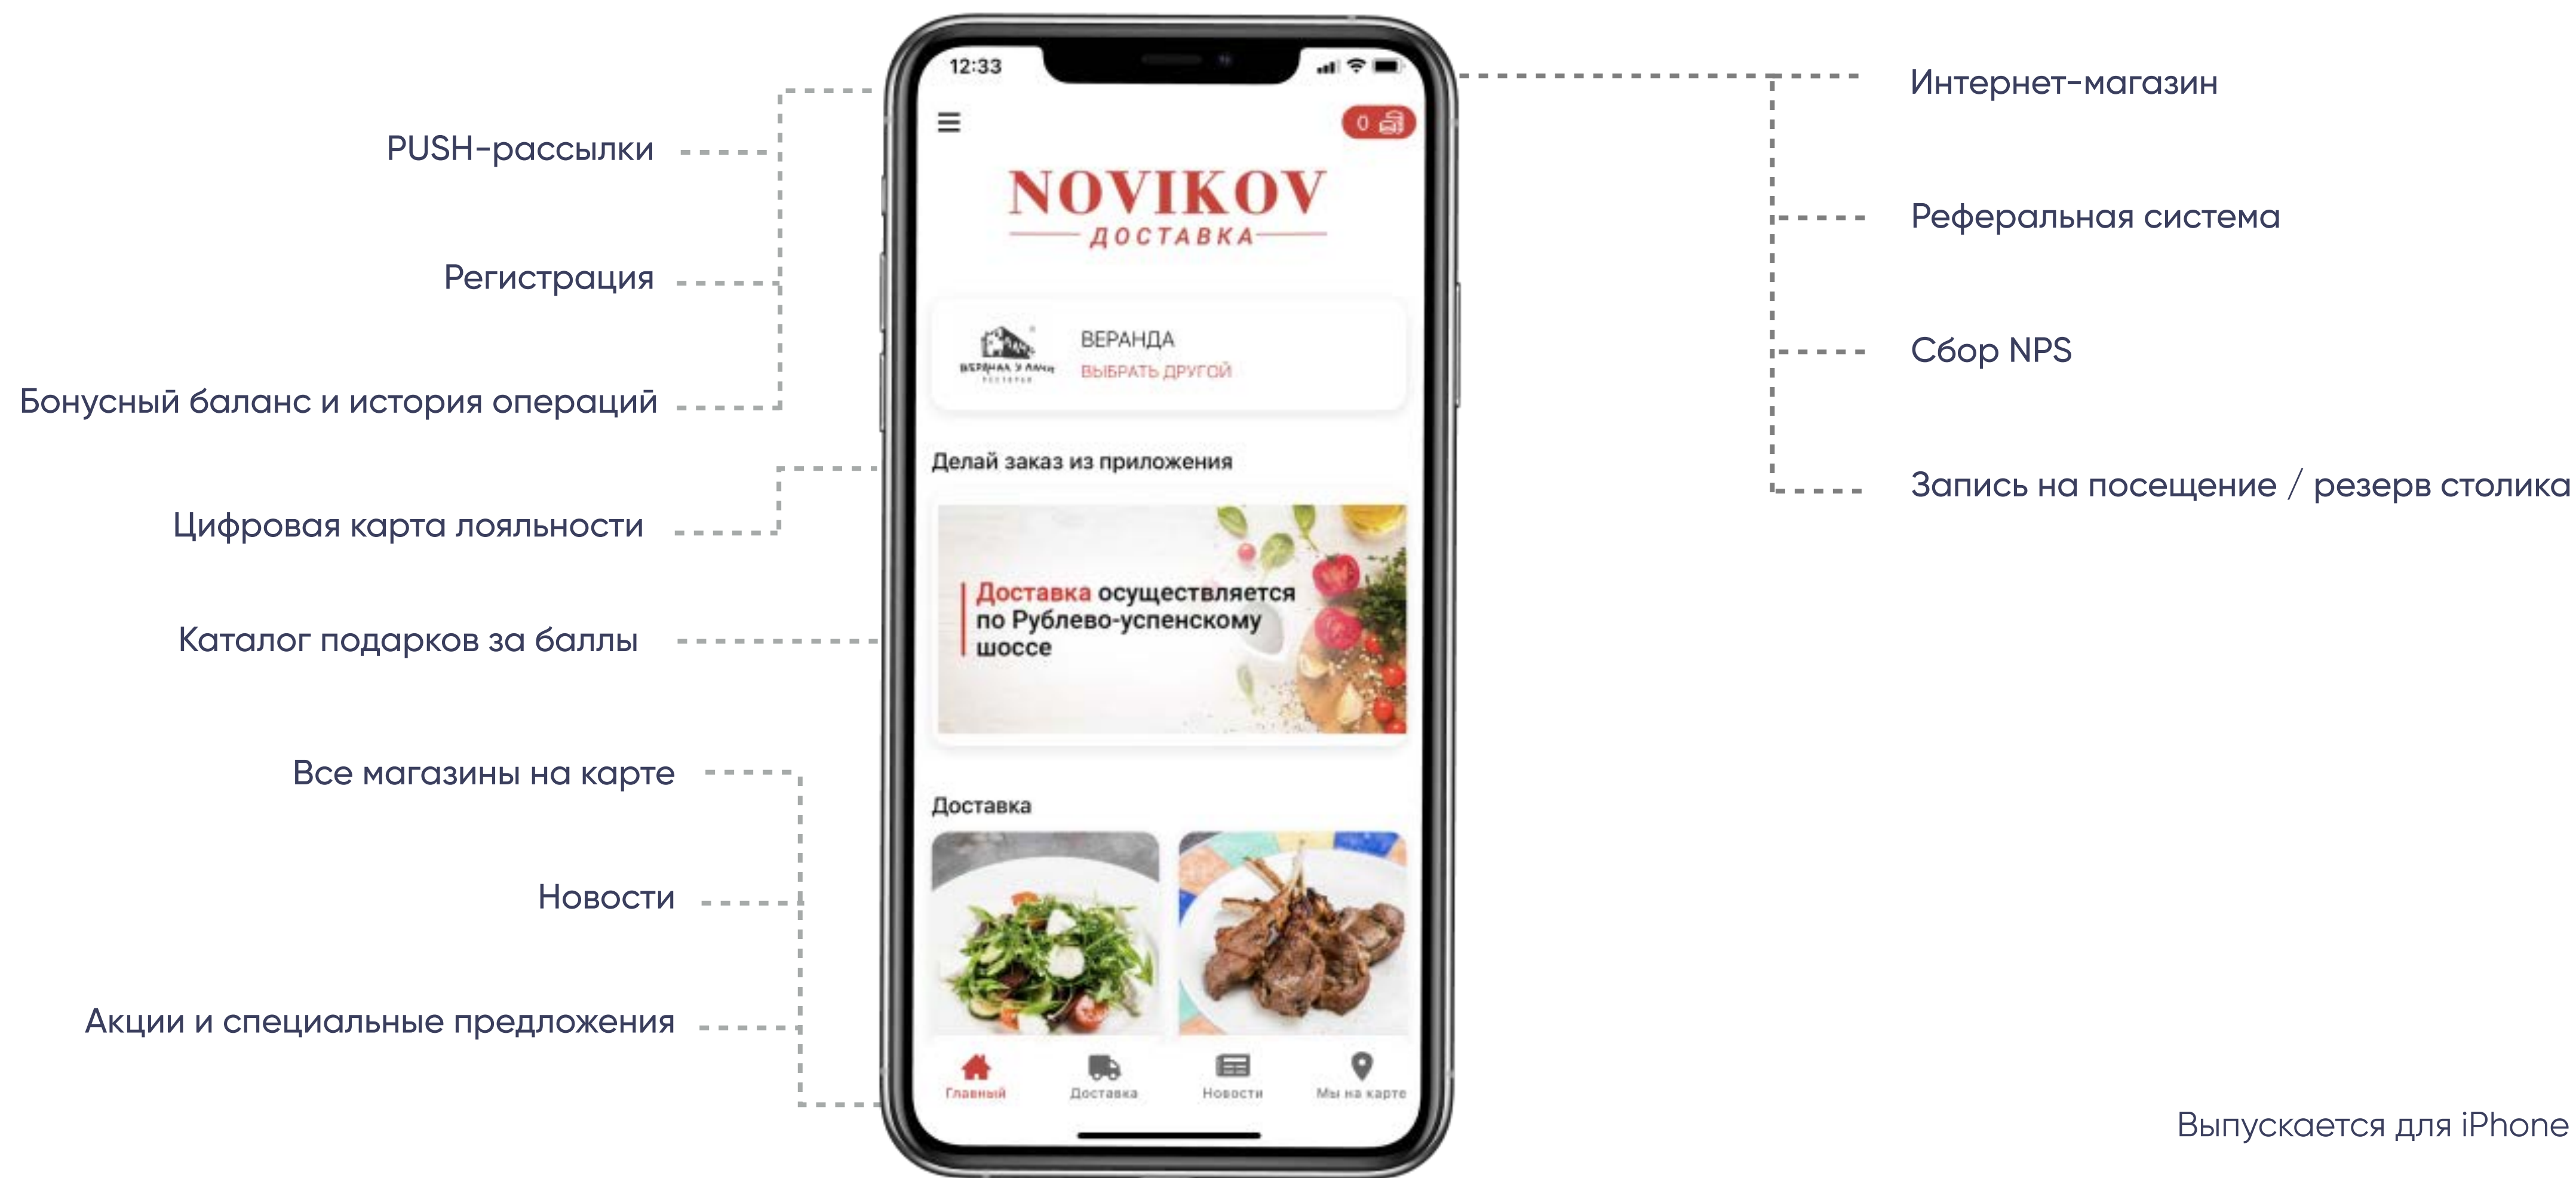 PUSH-рассылки
Регистрация
Бонусный баланс и история операций
Цифровая карта лояльности
Каталог подарков за баллы
Все магазины на карте
Новости
Акции и специальные предложения
12:33
0
NOVIKOV
ДОСТАВКА
ВЕРАНДА У ДАЧИ
РЕСТОРАН
ВЕРАНДА
ВЫБРАТЬ ДРУГОЙ
Делай заказ из приложения
Доставка осуществляется
по Рублево-успенскому
шоссе
Доставка
Главный
Доставка
Новости
Мы на карте
Интернет-магазин
Реферальная система
Сбор NPS
Запись на посещение / резерв столика
Выпускается для iPhone